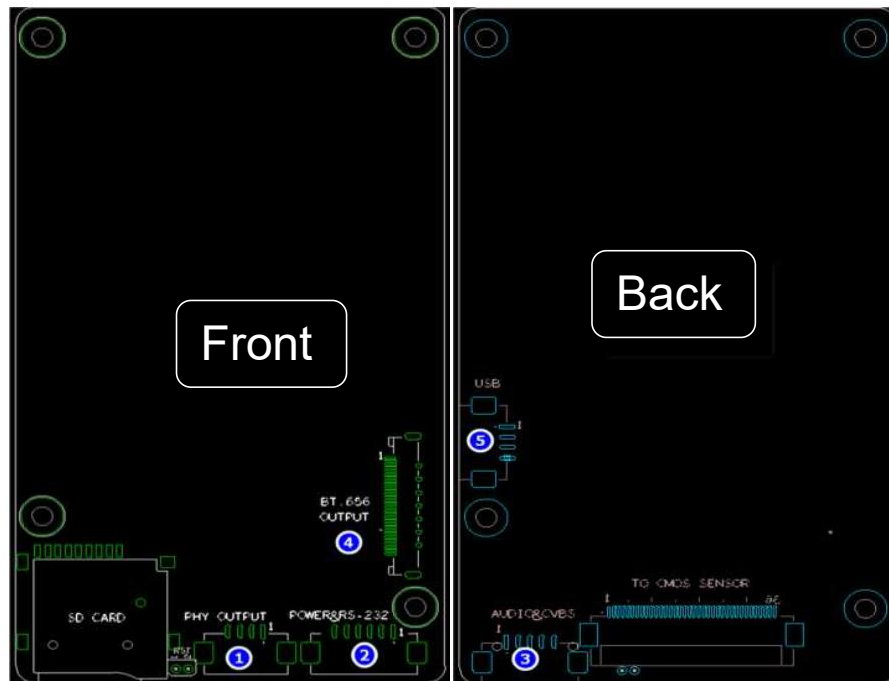 Front
1
BT.656
OUTPUT
4
SD CARD
PHY OUTPUT
1
POWER&RS-232
1
RST
1
2
Back
USB
1
5
TO CMOS SENSOR
1
36
AUDIO&CVBS
1
3